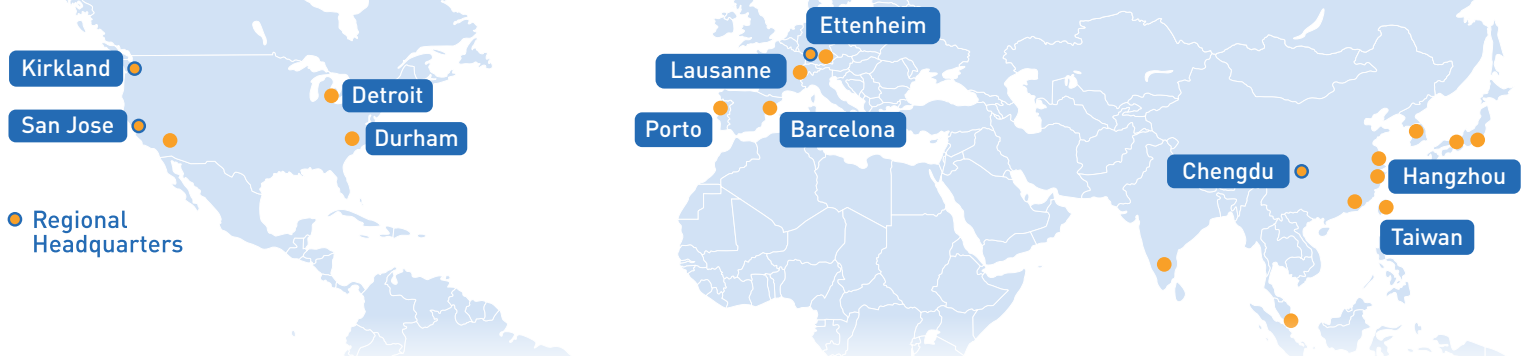 Kirkland
San Jose
Detroit
Durham
Regional
Headquarters
Ettenheim
Lausanne
Porto
Barcelona
Chengdu
Hangzhou
Taiwan